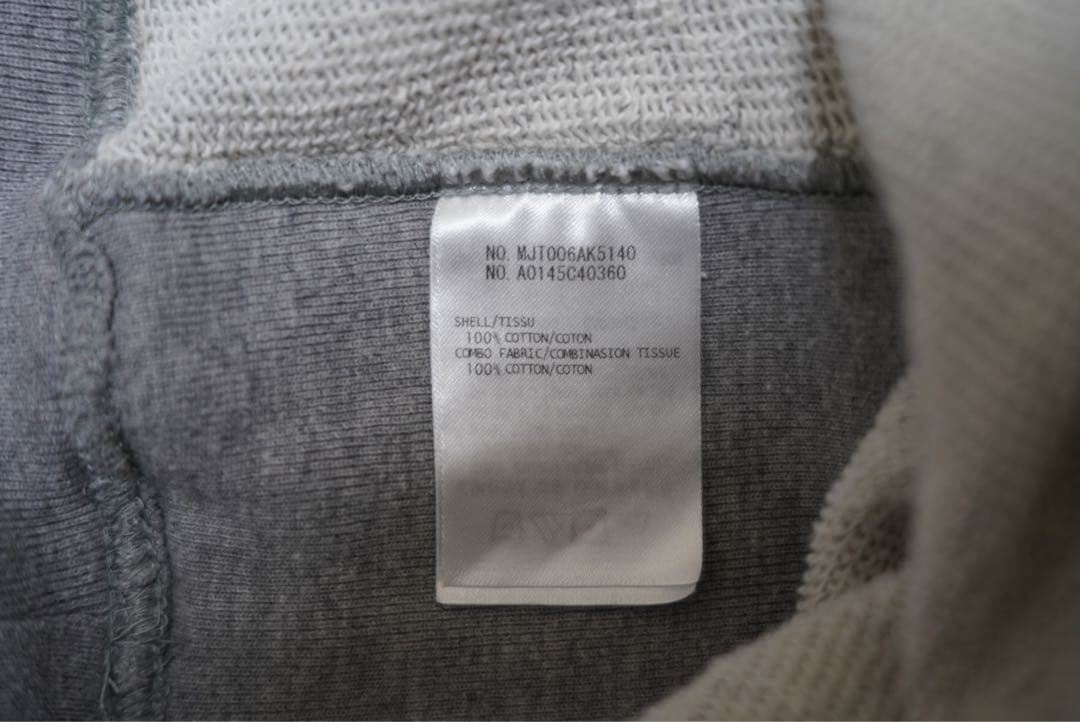 NO. MJT006AK5140
NO. A0145C40360
SHELL/TISSU
100% COTTON/COTON
COMBO FABRIC/COMBINASION TISSUE
100% COTTON/COTON